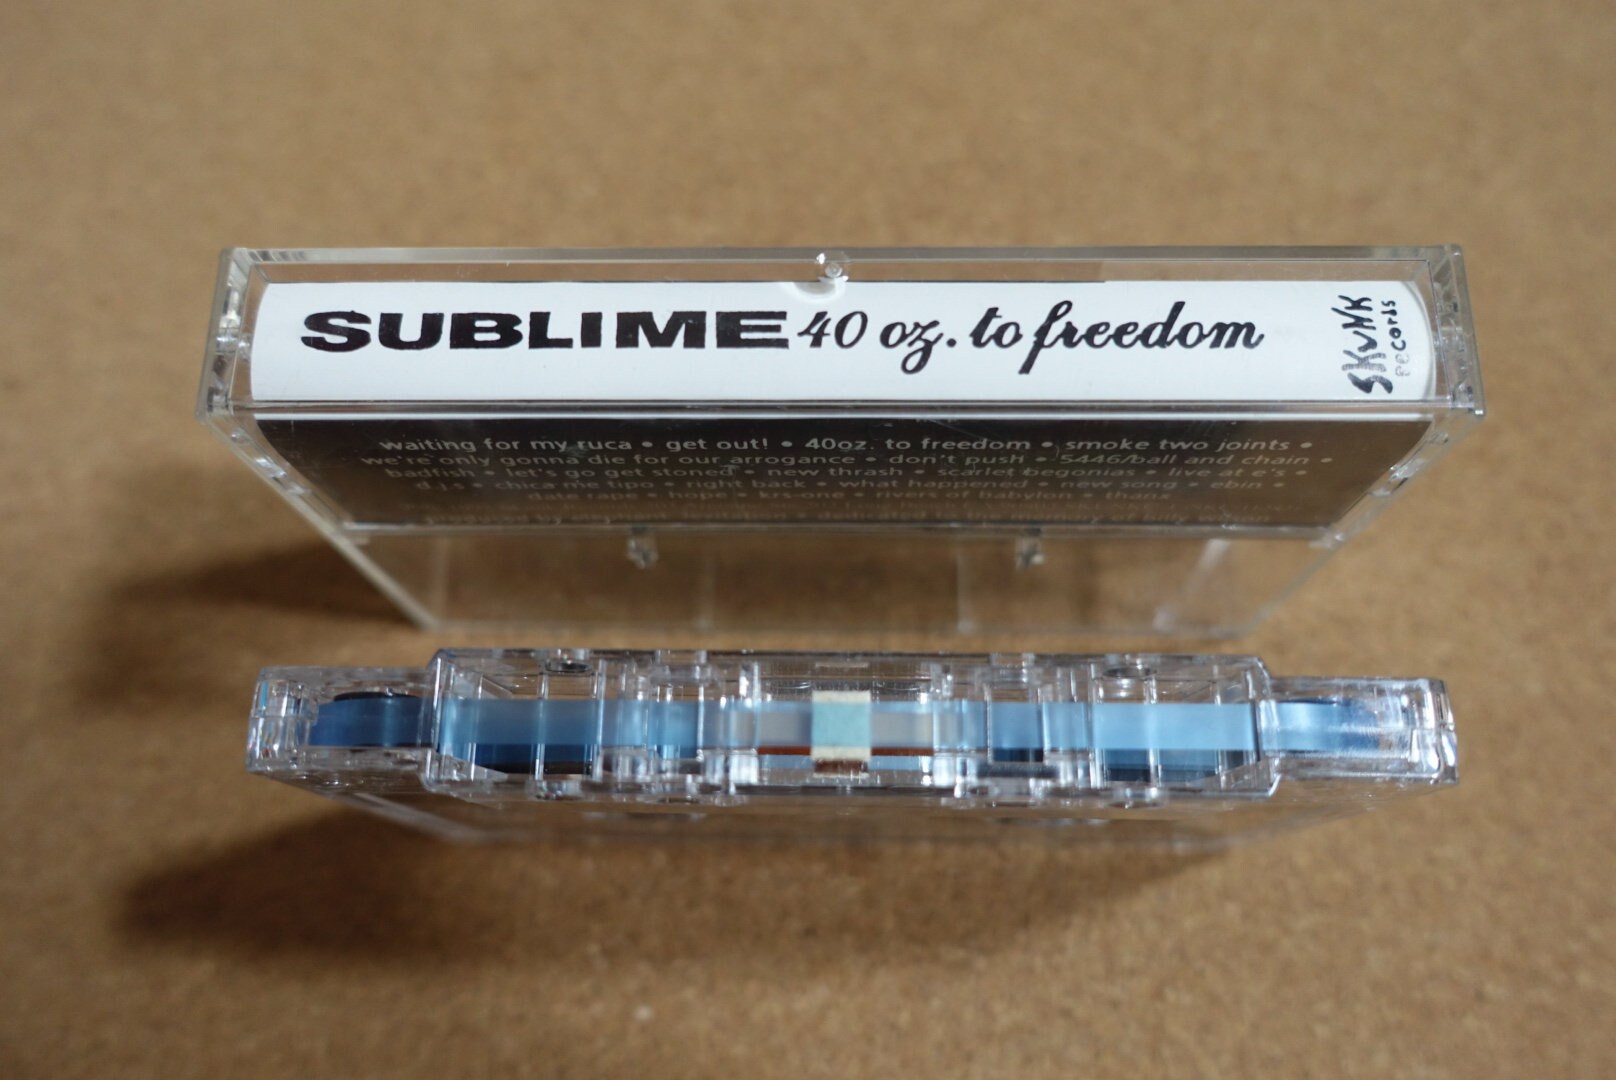 SUBLIME 40 oz. to freedom
SKUNK
RECORDS
waiting for my ruca • get out! • 40oz. to freedom • smoke two joints •
we're only gonna die for our arrogance • don't push • 5446/ball and chain •
badfish • let's go get stoned • new thrash • scarlet begonias • live at e's •
d.j.s • chica me tipo • right back • what happened • new song • ebin •
date rape • hope • krs-one • rivers of babylon • thanx